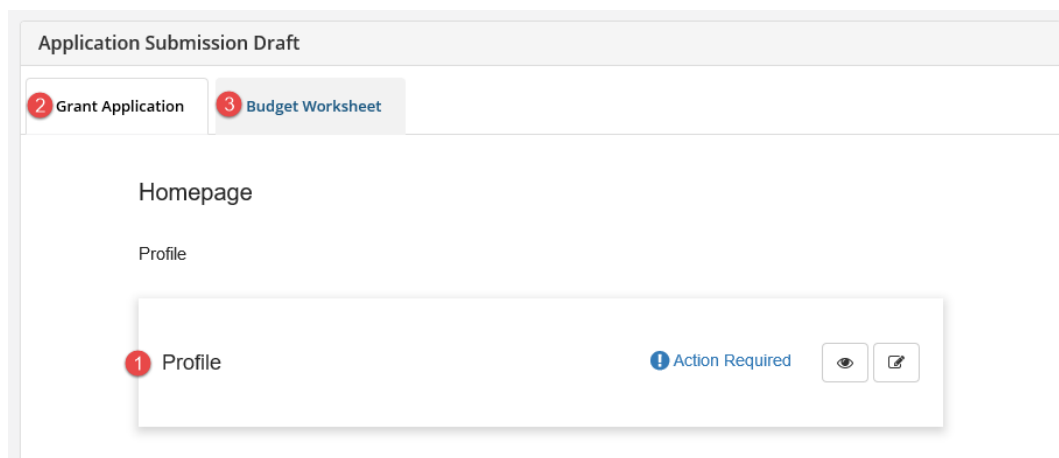 Application Submission Draft
2 Grant Application 3 Budget Worksheet
Homepage
Profile
1 Profile ! Action Required